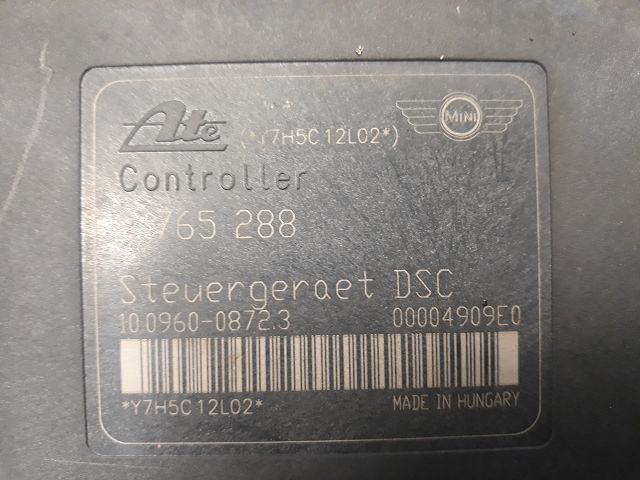 Ate (*Y7H5C12L02*) MINI
Controller
765 288
Steuergeraet DSC
10.0960-0872.3 00004909E0
*Y7H5C12L02* MADE IN HUNGARY